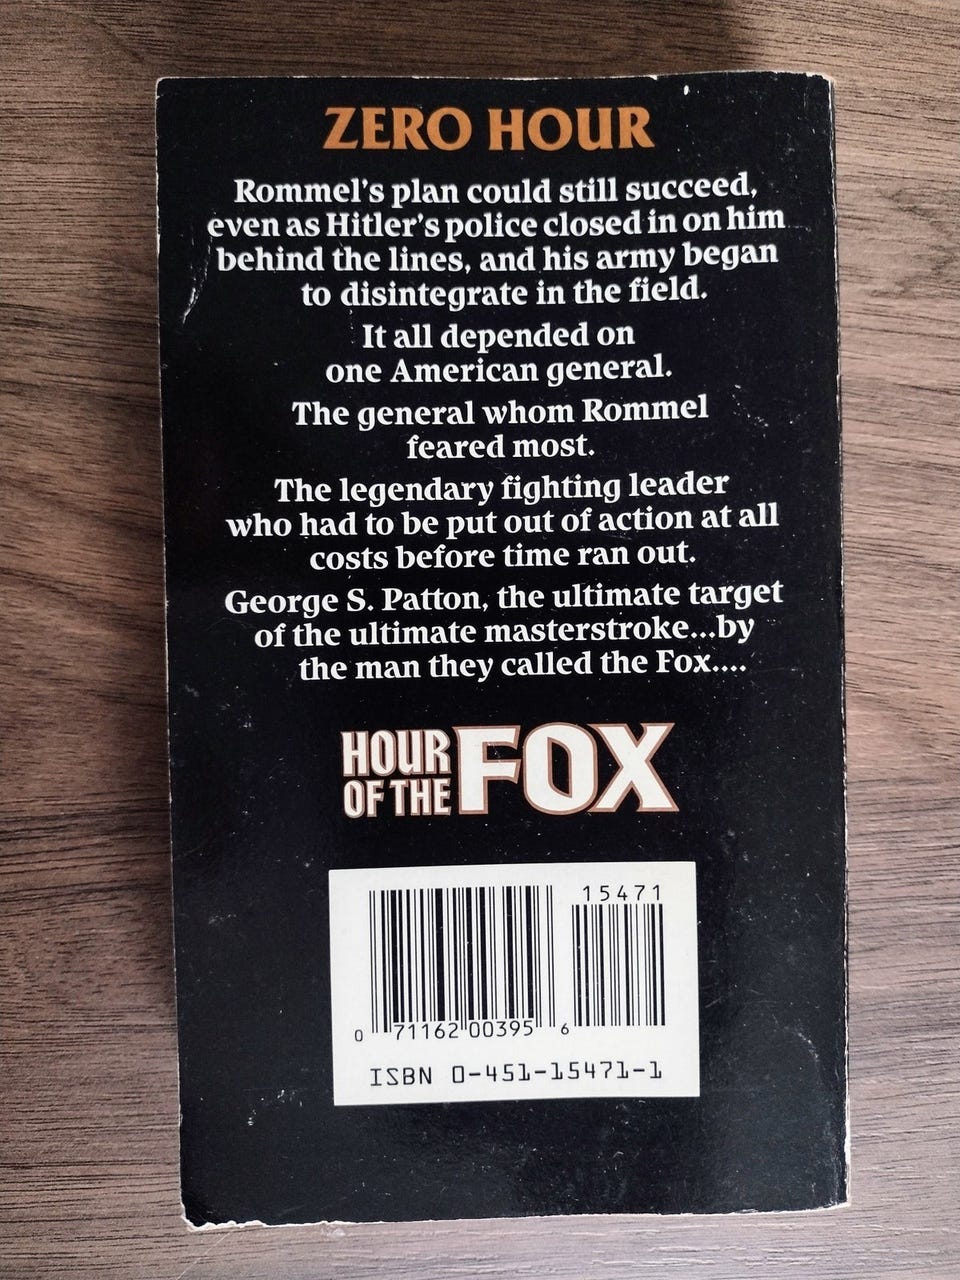 ZERO HOUR
Rommel's plan could still succeed,
even as Hitler's police closed in on him
behind the lines, and his army began
to disintegrate in the field.
It all depended on
one American general.
The general whom Rommel
feared most.
The legendary fighting leader
who had to be put out of action at all
costs before time ran out.
George S. Patton, the ultimate target
of the ultimate masterstroke...by
the man they called the Fox....
HOUR
OF THE
FOX
15471
0 71162 00395 6
ISBN 0-451-15471-1